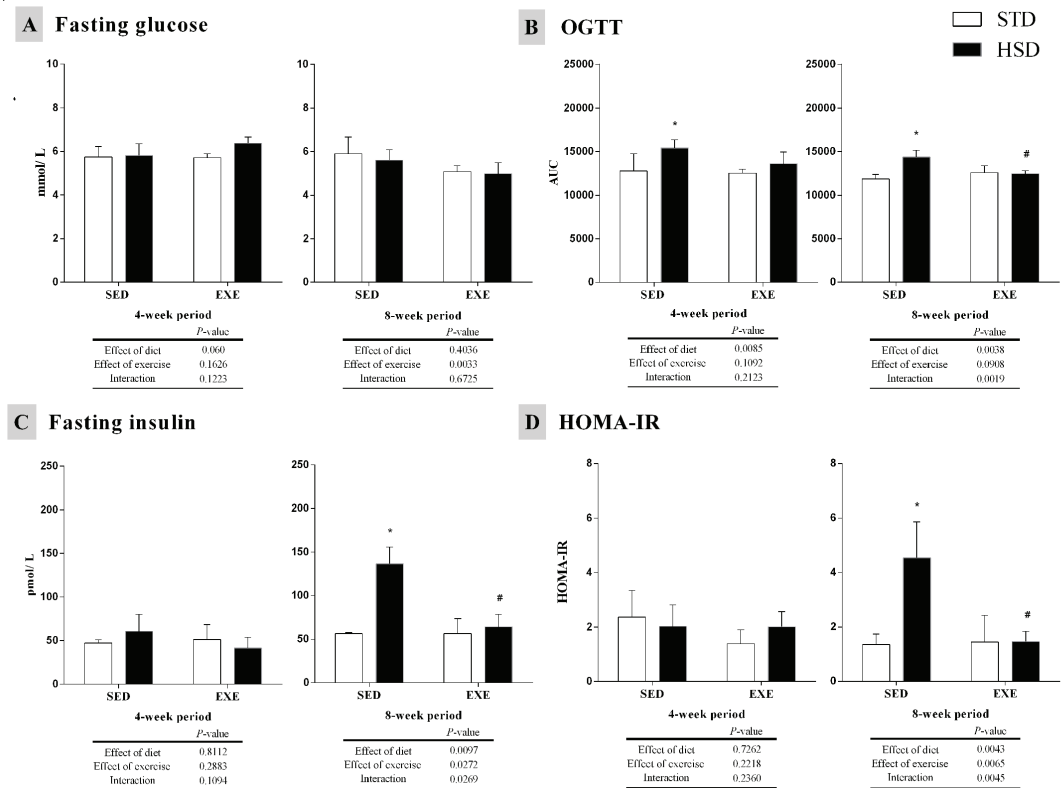 A Fasting glucose
B OGTT
STD
HSD
mmol/ L
10
8
6
4
2
0
SED EXE
4-week period
P-value
Effect of diet 0.060
Effect of exercise 0.1626
Interaction 0.1223
10
8
6
4
2
0
SED EXE
8-week period
P-value
Effect of diet 0.4036
Effect of exercise 0.0033
Interaction 0.6725
AUC
25000
20000
15000
10000
5000
0
*
SED EXE
4-week period
P-value
Effect of diet 0.0085
Effect of exercise 0.1092
Interaction 0.2123
25000
20000
15000
10000
5000
0
*
#
SED EXE
8-week period
P-value
Effect of diet 0.0038
Effect of exercise 0.0908
Interaction 0.0019
C Fasting insulin
D HOMA-IR
pmol/ L
250
200
150
100
50
0
SED EXE
4-week period
P-value
Effect of diet 0.8112
Effect of exercise 0.2883
Interaction 0.1094
250
200
150
100
50
0
*
#
SED EXE
8-week period
P-value
Effect of diet 0.0097
Effect of exercise 0.0272
Interaction 0.0269
HOMA-IR
8
6
4
2
0
SED EXE
4-week period
P-value
Effect of diet 0.7262
Effect of exercise 0.2218
Interaction 0.2360
8
6
4
2
0
*
#
SED EXE
8-week period
P-value
Effect of diet 0.0043
Effect of exercise 0.0065
Interaction 0.0045